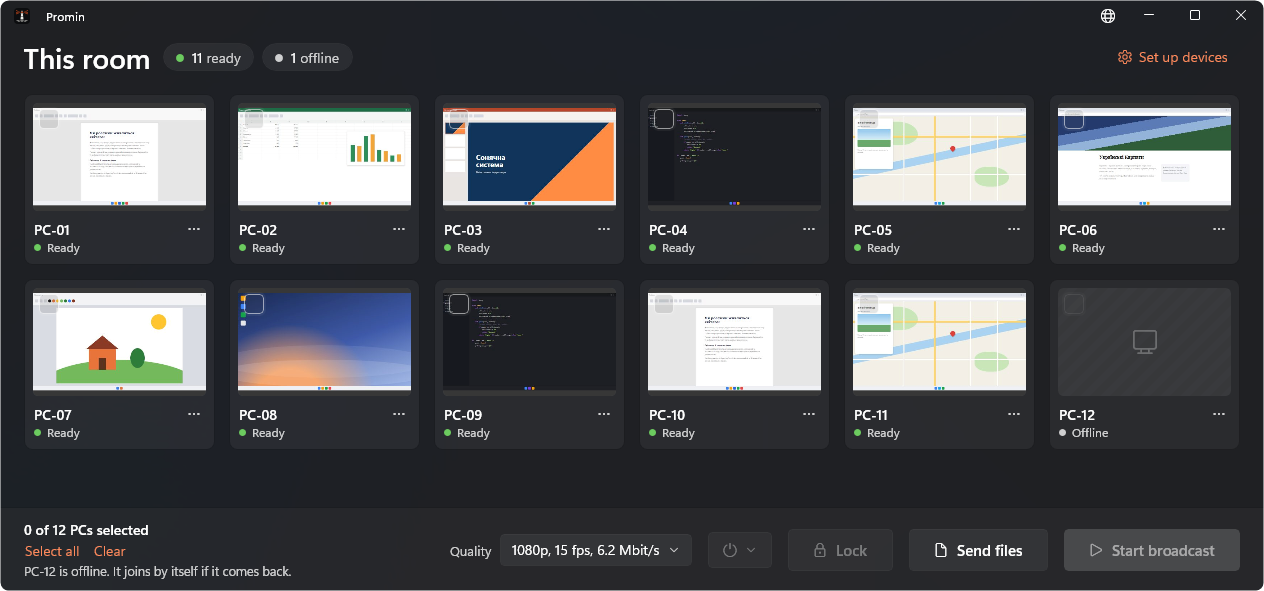 Promin
This room
11 ready
1 offline
Set up devices
Сонячна
система
Українські Карпати
PC-01
Ready
PC-02
Ready
PC-03
Ready
PC-04
Ready
PC-05
Ready
PC-06
Ready
PC-07
Ready
PC-08
Ready
PC-09
Ready
PC-10
Ready
PC-11
Ready
PC-12
Offline
0 of 12 PCs selected
Select all Clear
PC-12 is offline. It joins by itself if it comes back.
Quality
1080p, 15 fps, 6.2 Mbit/s
Lock
Send files
Start broadcast